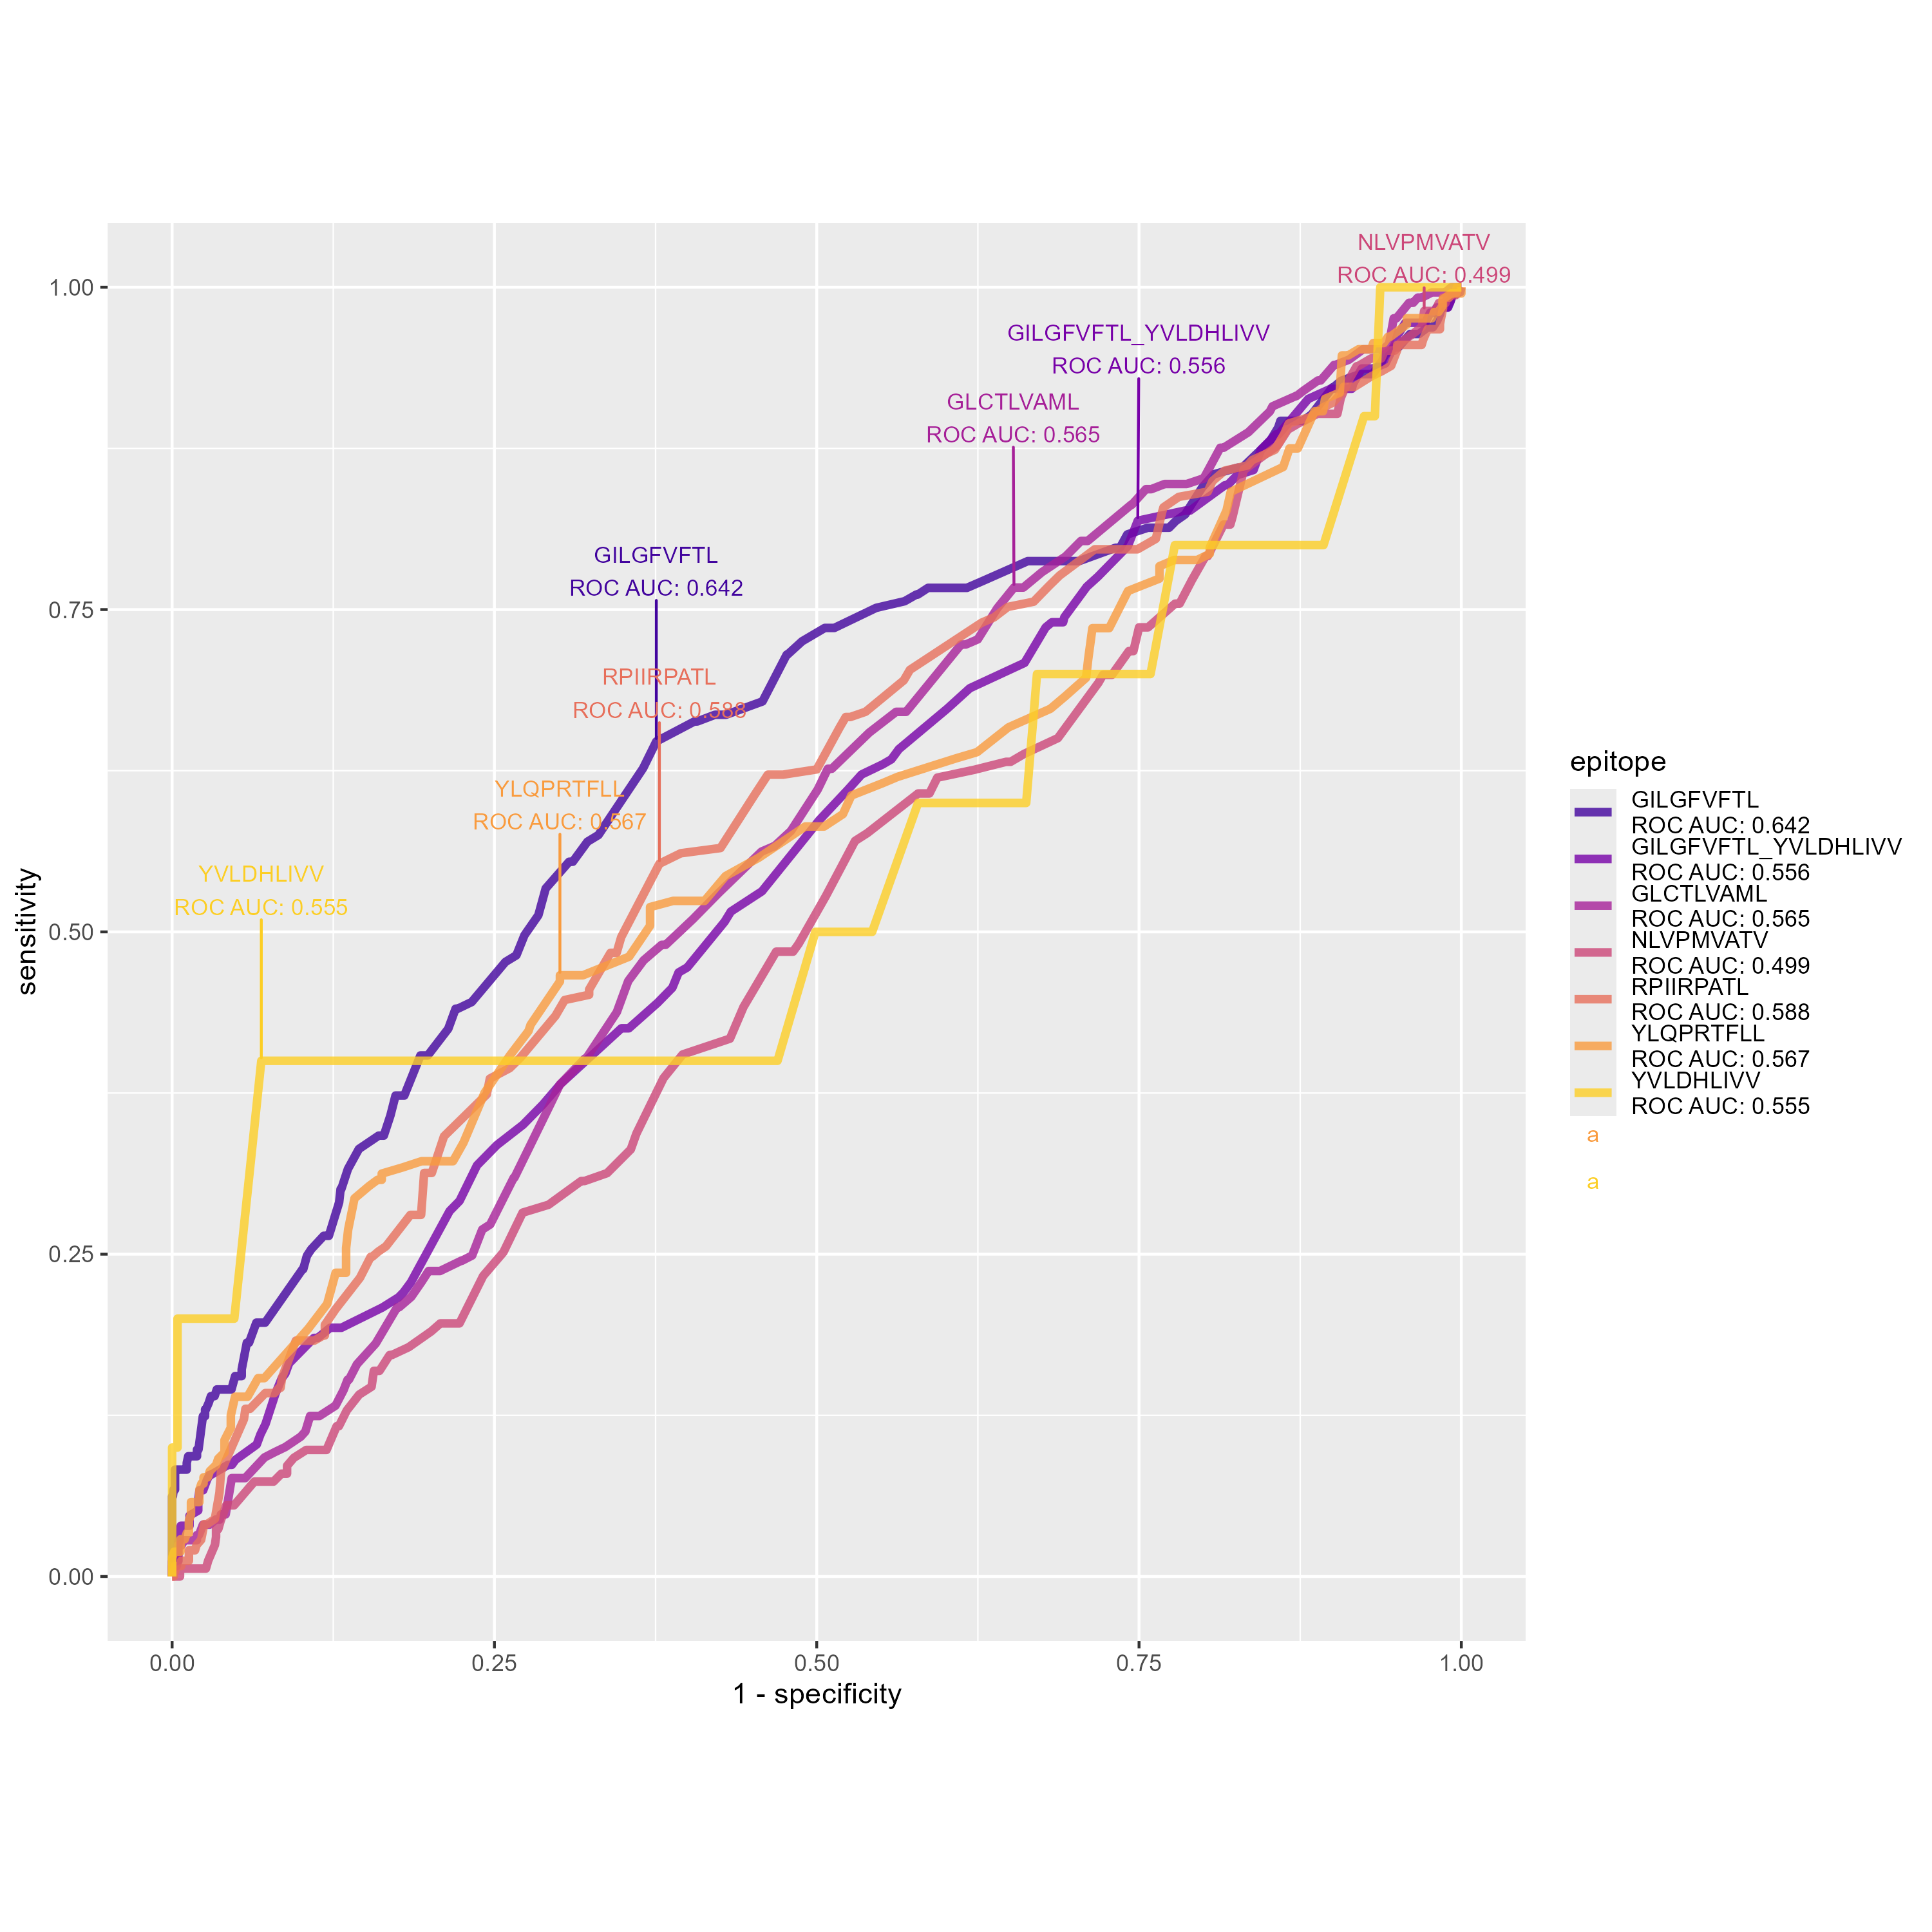 NLVPMVATV
ROC AUC: 0.499
GILGFVFTL_YVLDHLIVV
ROC AUC: 0.556
GLCTLVAML
ROC AUC: 0.565
GILGFVFTL
ROC AUC: 0.642
RPIIRPATL
ROC AUC: 0.588
YLQPRTFLL
ROC AUC: 0.567
YVLDHLIVV
ROC AUC: 0.555
1.00
0.75
0.50
0.25
0.00
sensitivity
0.00
0.25
0.50
0.75
1.00
1 - specificity
epitope
GILGFVFTL
ROC AUC: 0.642
GILGFVFTL_YVLDHLIVV
ROC AUC: 0.556
GLCTLVAML
ROC AUC: 0.565
NLVPMVATV
ROC AUC: 0.499
RPIIRPATL
ROC AUC: 0.588
YLQPRTFLL
ROC AUC: 0.567
YVLDHLIVV
ROC AUC: 0.555
a
a